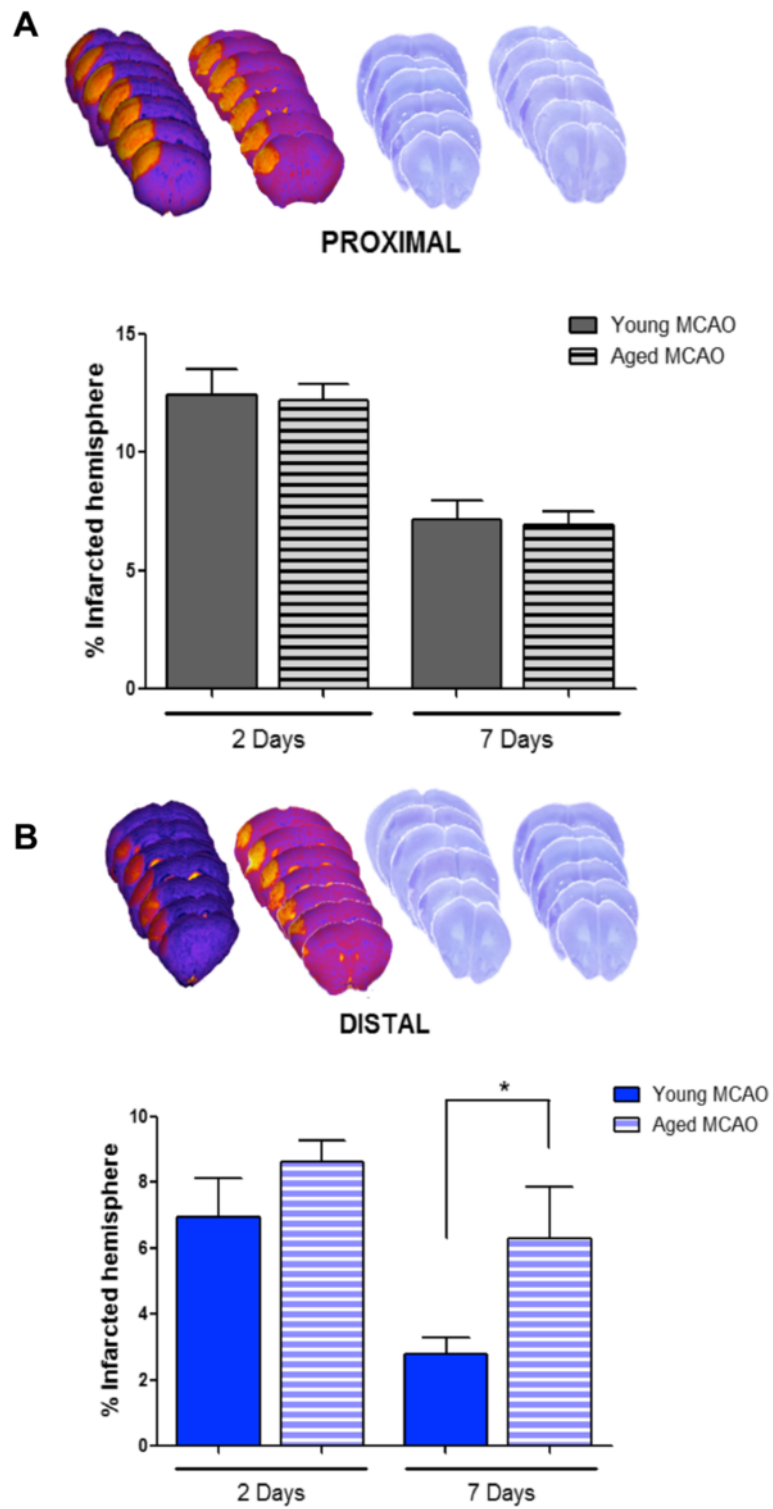 A
PROXIMAL
Young MCAO
Aged MCAO
% Infarcted hemisphere
15
10
5
0
2 Days
7 Days
B
DISTAL
Young MCAO
Aged MCAO
*
% Infarcted hemisphere
10
8
6
4
2
0
2 Days
7 Days